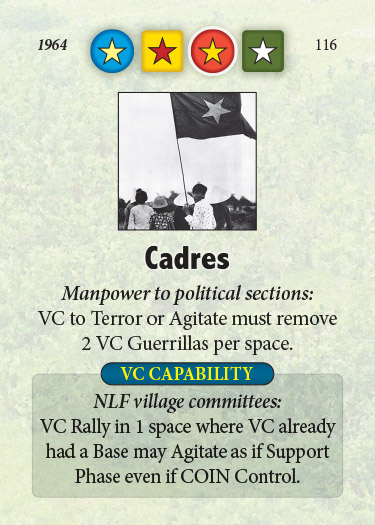 1964
116
Cadres
Manpower to political sections:
VC to Terror or Agitate must remove
2 VC Guerrillas per space.
VC CAPABILITY
NLF village committees:
VC Rally in 1 space where VC already
had a Base may Agitate as if Support
Phase even if COIN Control.